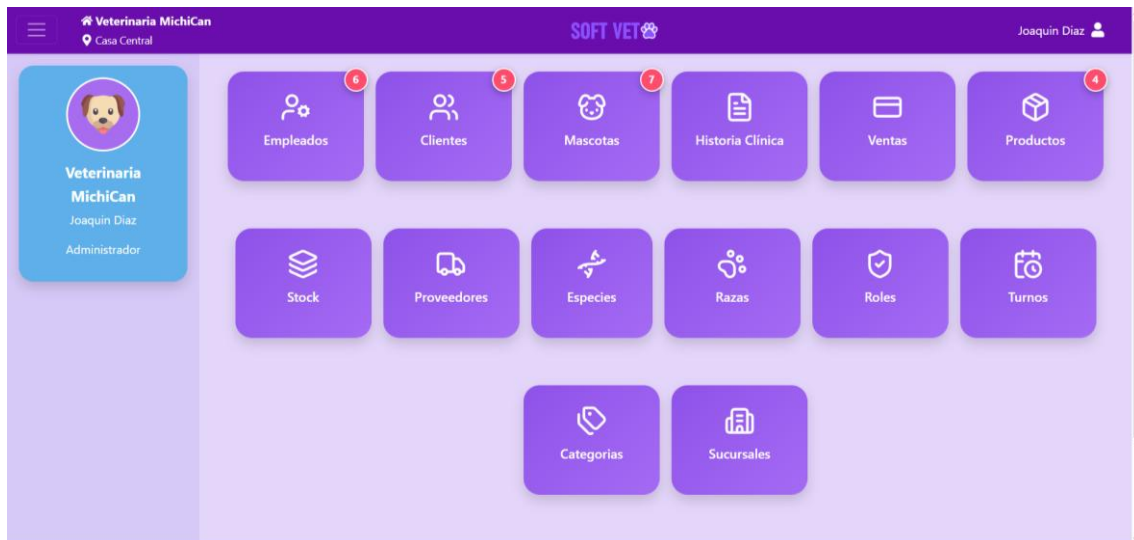 Veterinaria MichiCan
Casa Central
SOFT VET
Joaquin Diaz
Veterinaria
MichiCan
Joaquin Diaz
Administrador
6
Empleados
5
Clientes
7
Mascotas
Historia Clínica
Ventas
4
Productos
Stock
Proveedores
Especies
Razas
Roles
Turnos
Categorias
Sucursales